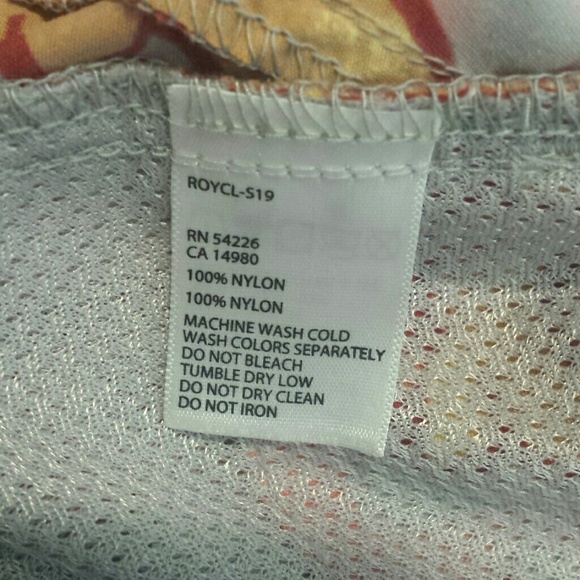 ROYCL-S19
RN 54226
CA 14980
100% NYLON
100% NYLON
MACHINE WASH COLD
WASH COLORS SEPARATELY
DO NOT BLEACH
TUMBLE DRY LOW
DO NOT DRY CLEAN
DO NOT IRON